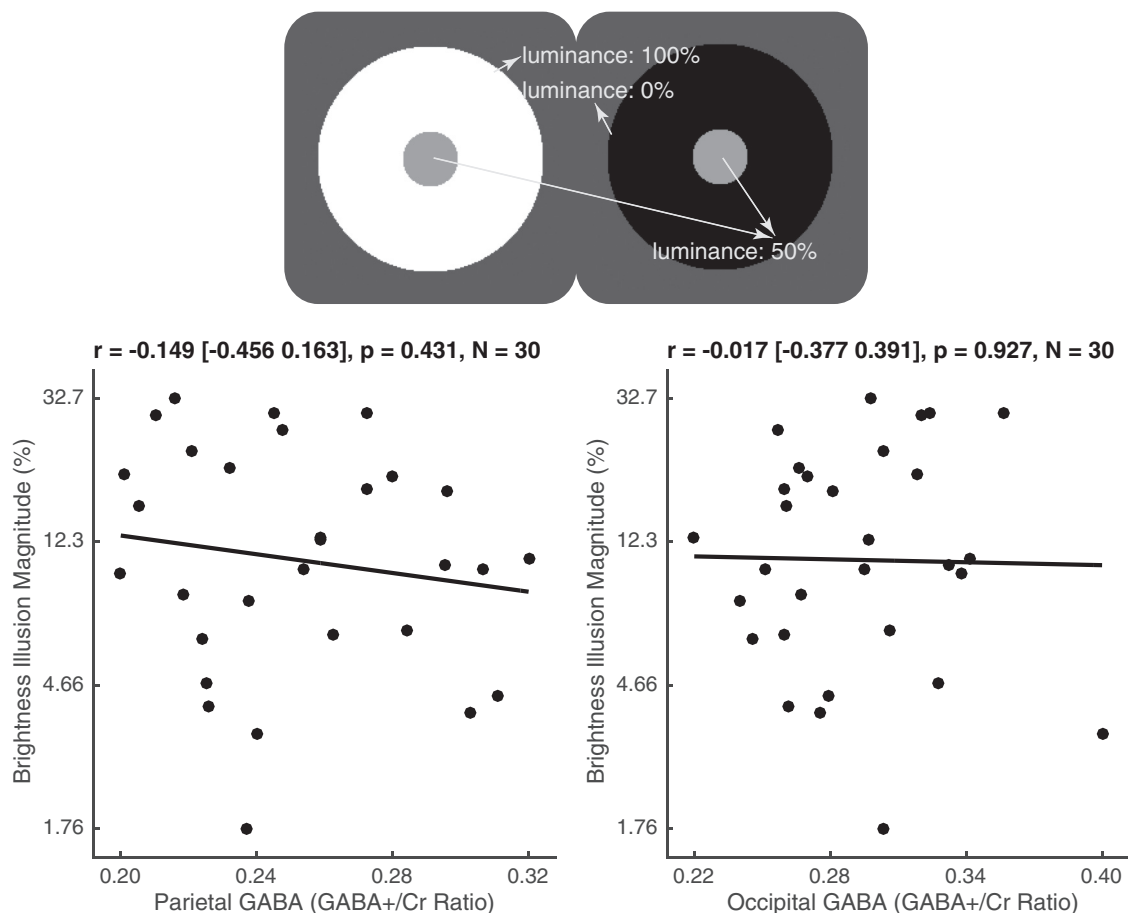 luminance: 100%
luminance: 0%
luminance: 50%
r = -0.149 [-0.456 0.163], p = 0.431, N = 30
Brightness Illusion Magnitude (%)
32.7
12.3
4.66
1.76
0.20 0.24 0.28 0.32
Parietal GABA (GABA+/Cr Ratio)
r = -0.017 [-0.377 0.391], p = 0.927, N = 30
Brightness Illusion Magnitude (%)
32.7
12.3
4.66
1.76
0.22 0.28 0.34 0.40
Occipital GABA (GABA+/Cr Ratio)